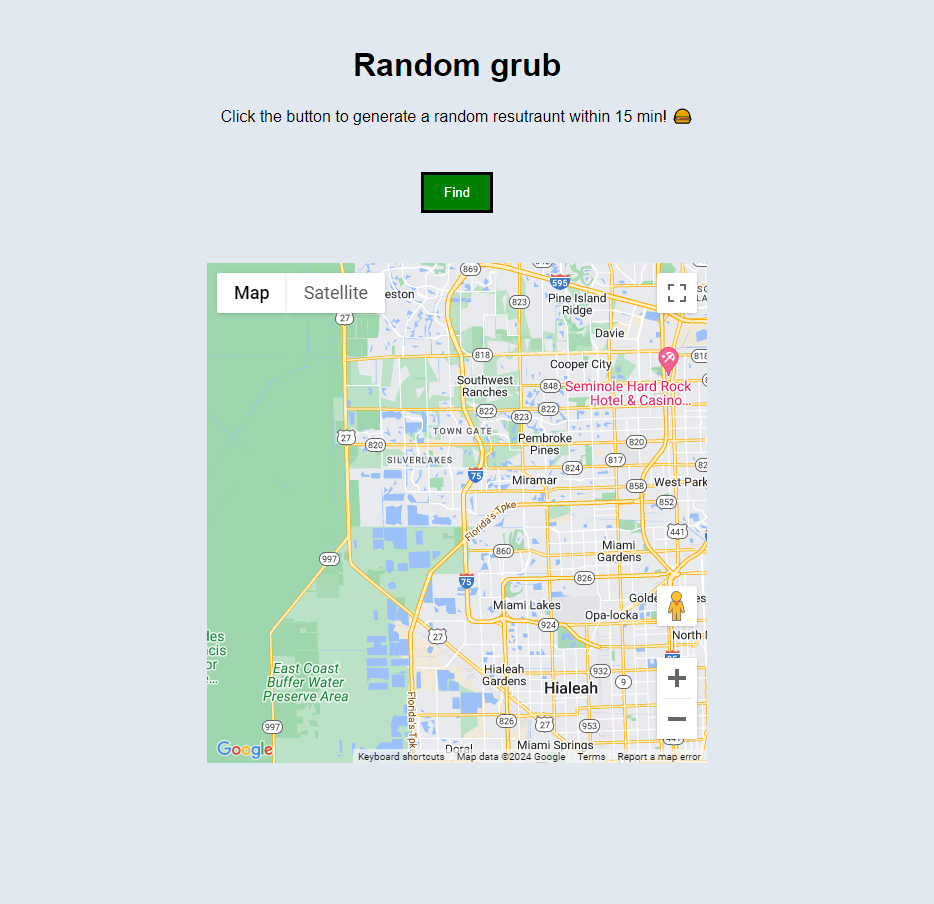 Random grub
Click the button to generate a random resutraunt within 15 min! 🍔
Find
Map
Satellite
eston
869
595
Pine Island
Ridge
823
27
Davie
818
818
Cooper City
Southwest
Ranches
848
Seminole Hard Rock
Hotel & Casino...
822
823
822
TOWN GATE
27
820
Pembroke
Pines
820
SILVERLAKES
817
824
75
Miramar
858
West Park
852
Florida's Tpke
441
860
Miami
Gardens
997
75
826
Miami Lakes
Opa-locka
924
27
North
les
cis
or
e...
East Coast
Buffer Water
Preserve Area
Hialeah
Gardens
932
9
Hialeah
Florida's Tpk
826
27
953
997
Doral
Miami Springs
Google
Keyboard shortcuts
Map data ©2024 Google
Terms
Report a map error